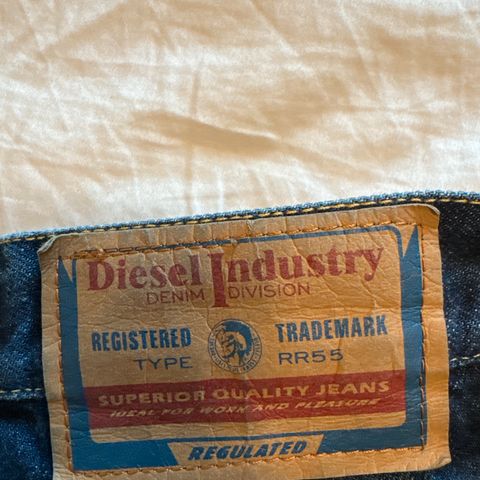 Diesel Industry
DENIM DIVISION
REGISTERED TRADEMARK
TYPE RR55
SUPERIOR QUALITY JEANS
IDEAL FOR WORK AND PLEASURE
REGULATED